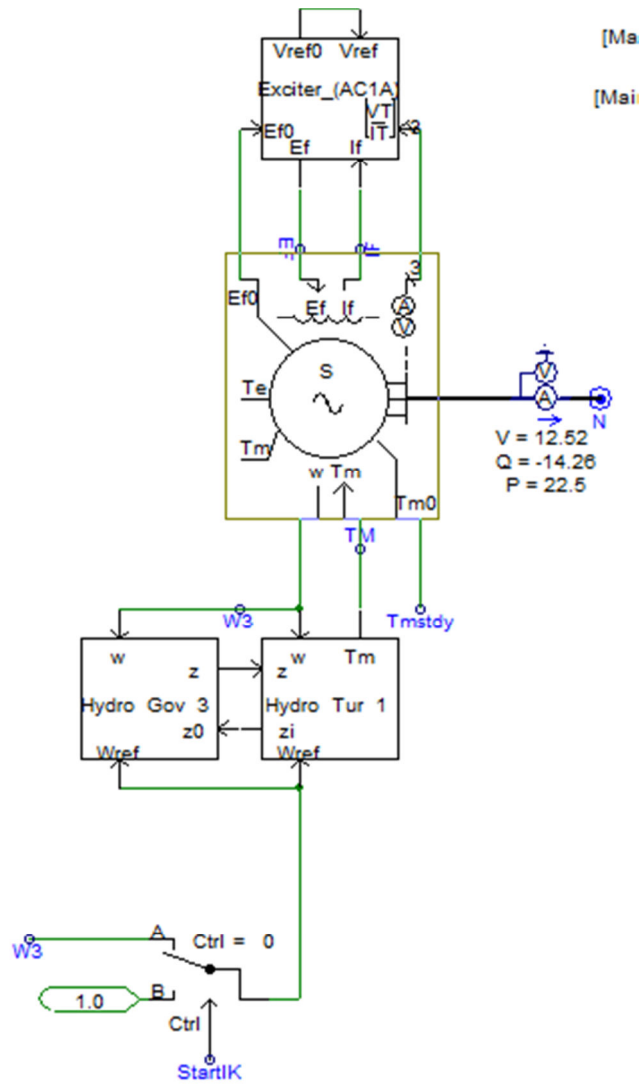 Vref0 Vref
[Ma
Exciter_(AC1A)
[Mai
VT
IT
3
Ef0
Ef If
3
Ef0
Ef If
A
V
S
Te
Tm
V
A
N
V = 12.52
Q = -14.26
P = 22.5
w Tm
Tm0
TM
W3
Tmstdy
w
w Tm
z
z
Hydro Gov 3
Hydro Tur 1
z0
zi
Wref
Wref
A
Ctrl = 0
W3
B
1.0
Ctrl
StartIK